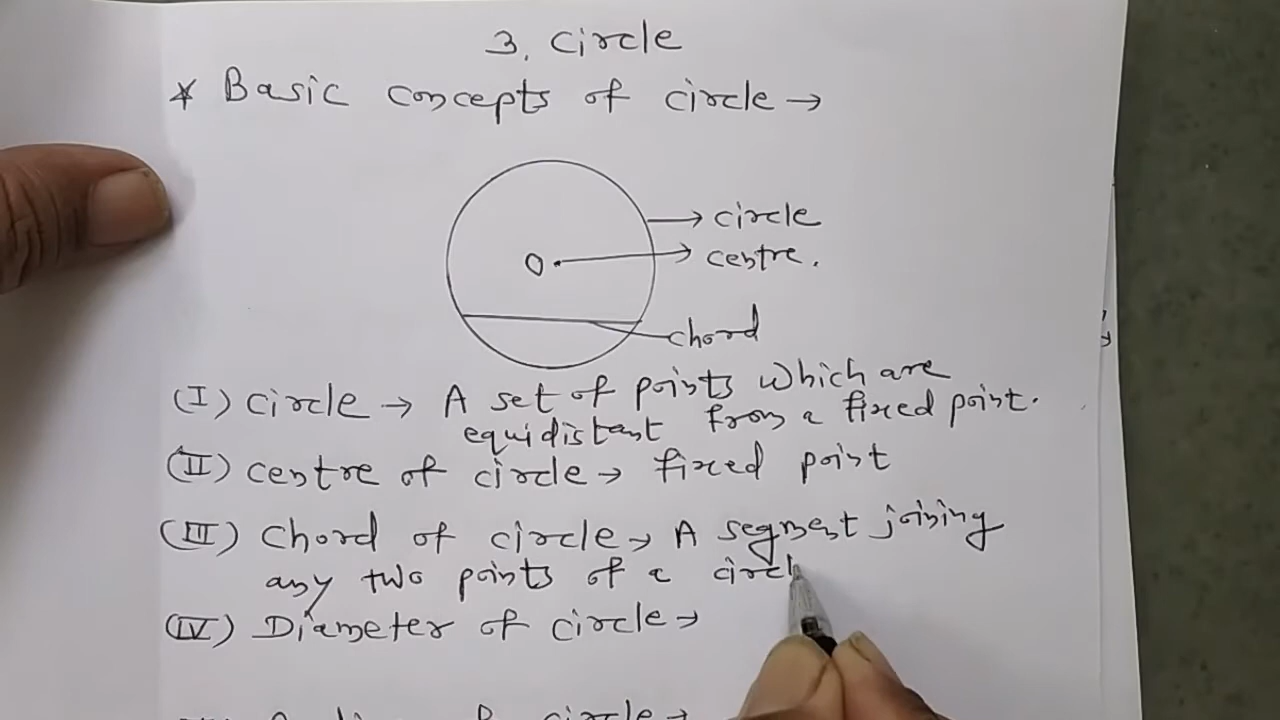 3. Circle
* Basic concepts of circle →
→ circle
O → centre.
chord
(I) circle → A set of points which are
equidistant from a fixed point.
(II) centre of circle → fixed point
(III) Chord of circle → A segment joining
any two points of a circl
(IV) Diameter of circle →
circle →